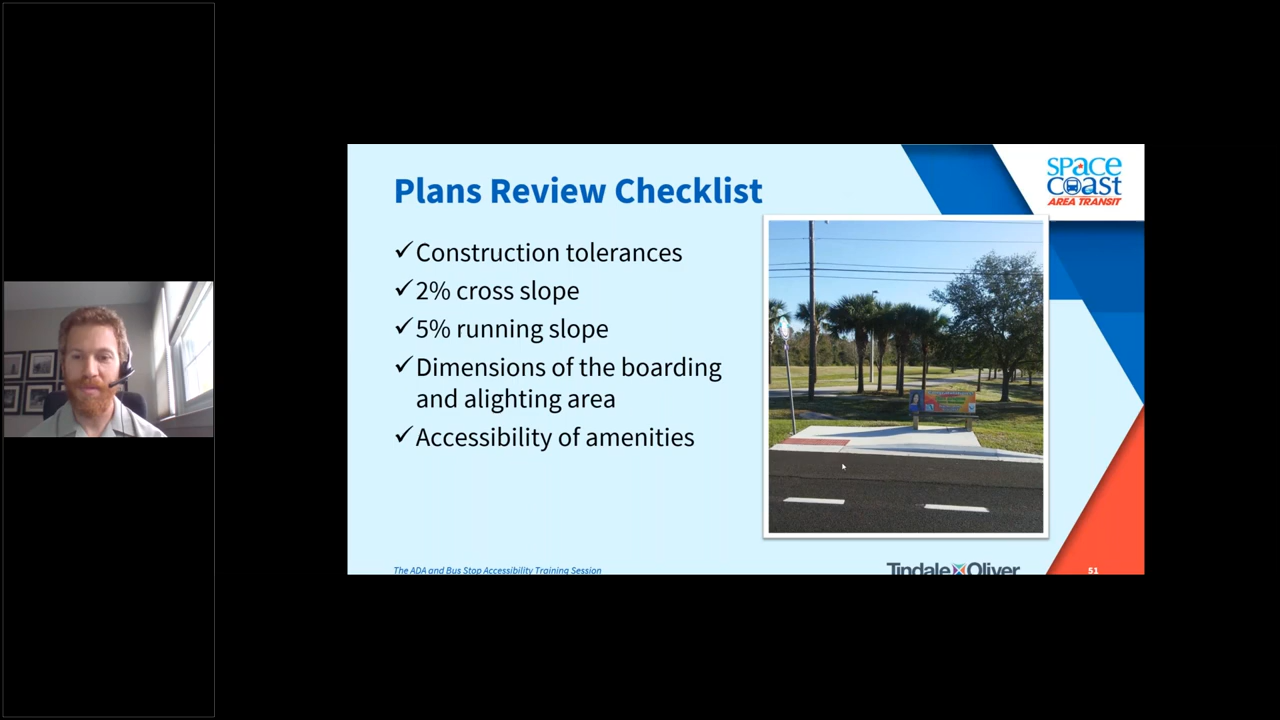 Plans Review Checklist
space
coast
AREA TRANSIT
✓Construction tolerances
✓2% cross slope
✓5% running slope
✓Dimensions of the boarding
and alighting area
✓Accessibility of amenities
The ADA and Bus Stop Accessibility Training Session
Tindale Oliver
51